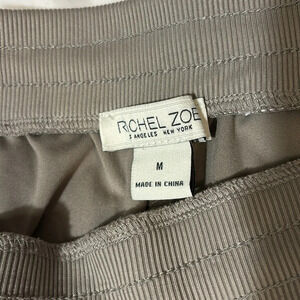 RACHEL ZOE
LOS ANGELES NEW YORK
M
MADE IN CHINA